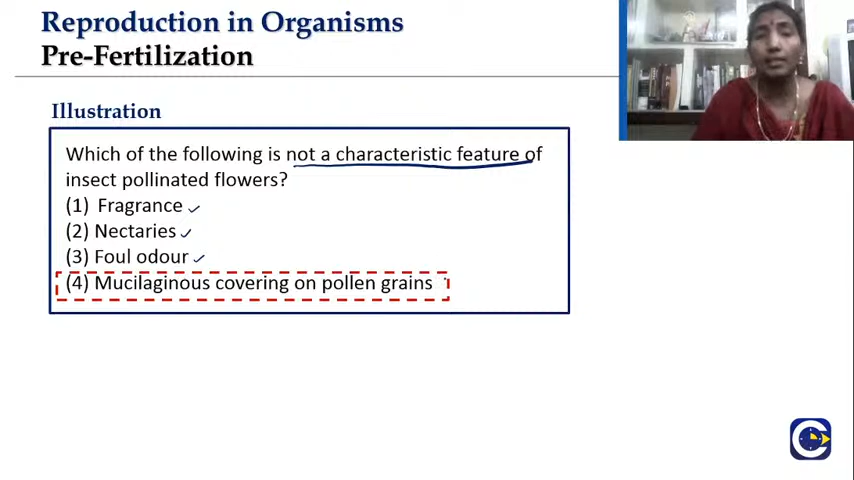 Reproduction in Organisms
Pre-Fertilization
Illustration
Which of the following is not a characteristic feature of
insect pollinated flowers?
(1) Fragrance
(2) Nectaries
(3) Foul odour
(4) Mucilaginous covering on pollen grains